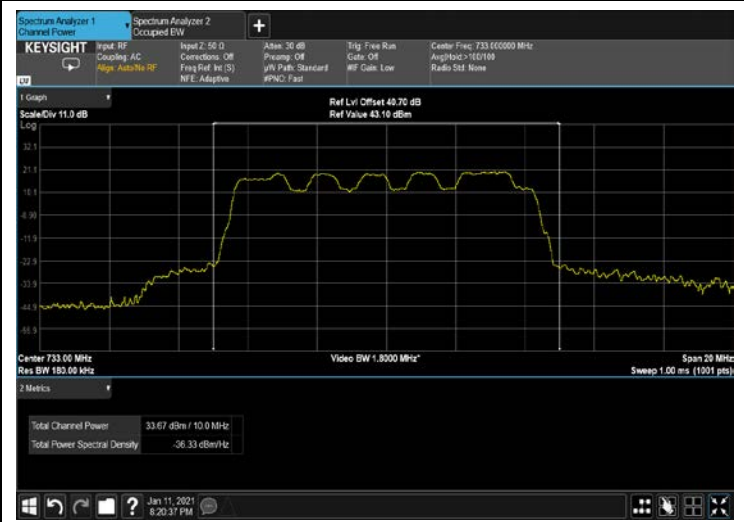 Spectrum Analyzer 1
Channel Power
Spectrum Analyzer 2
Occupied BW
+
KEYSIGHT
Input: RF
Coupling: AC
Align: Auto/No RF
Input Z: 50 Ω
Corrections: Off
Freq Ref: Int (S)
NFE: Adaptive
Atten: 30 dB
Preamp: Off
µW Path: Standard
#PNO: Fast
Trig: Free Run
Gate: Off
#IF Gain: Low
Center Freq: 733.000000 MHz
Avg|Hold:>100/100
Radio Std: None
1 Graph
Scale/Div 11.0 dB
Ref Lvl Offset 40.70 dB
Ref Value 43.10 dBm
Log
32.1
21.1
10.1
-0.90
-11.9
-22.9
-33.9
-44.9
Center 733.00 MHz
Video BW 1.8000 MHz*
Span 20 MHz
Res BW 180.00 kHz
Sweep 1.00 ms (1001 pts)
2 Metrics
Total Channel Power 33.67 dBm / 10.0 MHz
Total Power Spectral Density -36.33 dBm/Hz
?
Jan 11, 2021
8:20:37 PM